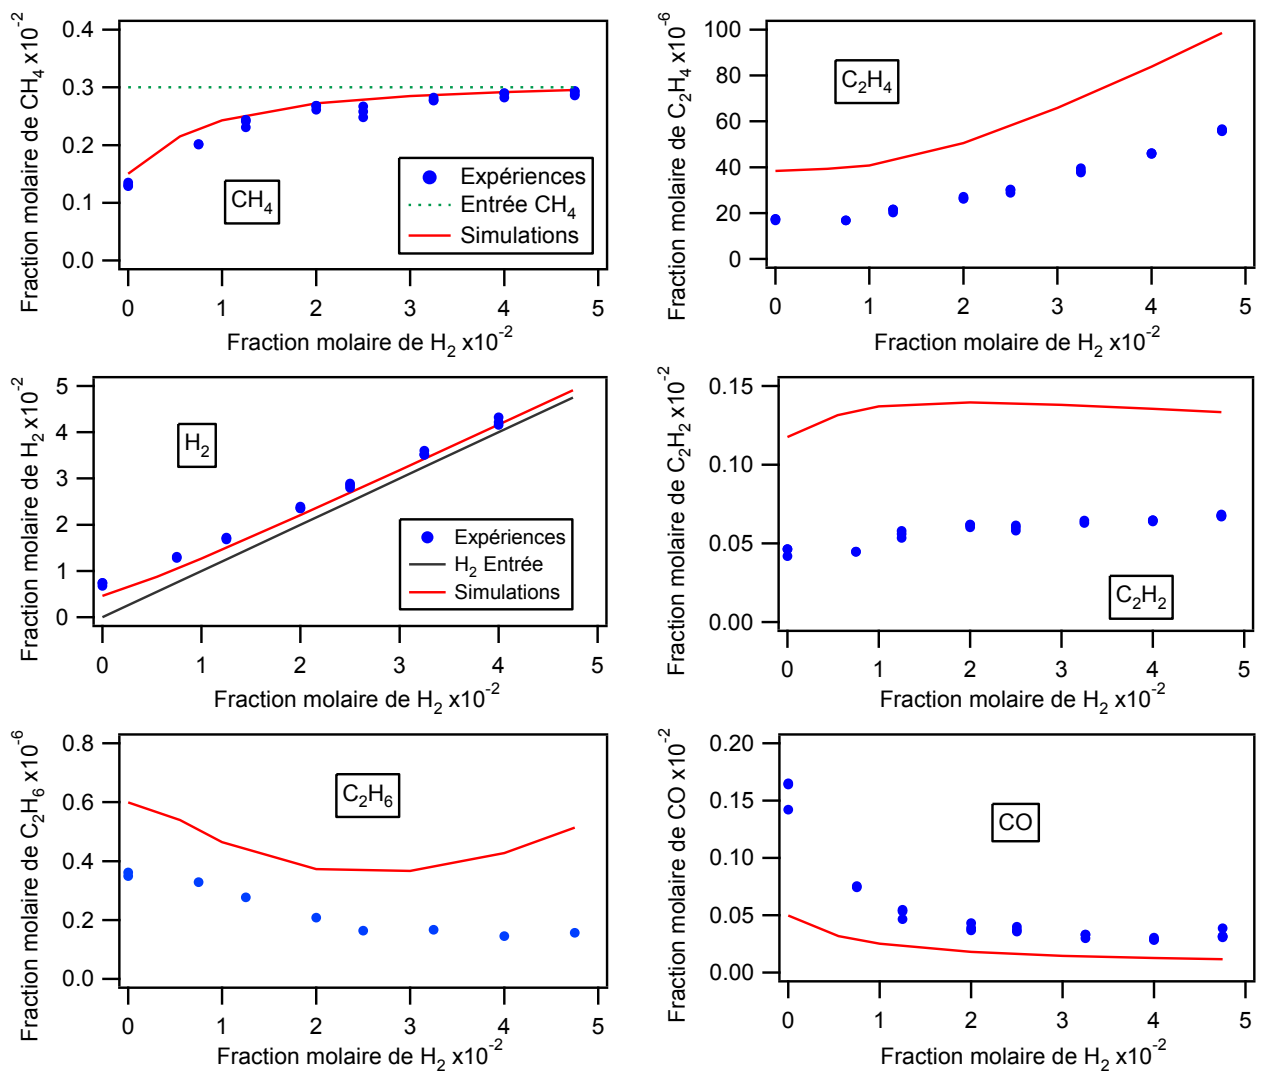 Fraction molaire de CH4 x10-2
0.4
0.3
0.2
0.1
0.0
CH4
Expériences
Entrée CH4
Simulations
0 1 2 3 4 5
Fraction molaire de H2 x10-2
Fraction molaire de C2H4 x10-6
100
80
60
40
20
0
C2H4
0 1 2 3 4 5
Fraction molaire de H2 x10-2
Fraction molaire de H2 x10-2
5
4
3
2
1
0
H2
Expériences
H2 Entrée
Simulations
0 1 2 3 4 5
Fraction molaire de H2 x10-2
Fraction molaire de C2H2 x10-2
0.15
0.10
0.05
0.00
C2H2
0 1 2 3 4 5
Fraction molaire de H2 x10-2
Fraction molaire de C2H6 x10-6
0.8
0.6
0.4
0.2
0.0
C2H6
0 1 2 3 4 5
Fraction molaire de H2 x10-2
Fraction molaire de CO x10-2
0.20
0.15
0.10
0.05
0.00
CO
0 1 2 3 4 5
Fraction molaire de H2 x10-2